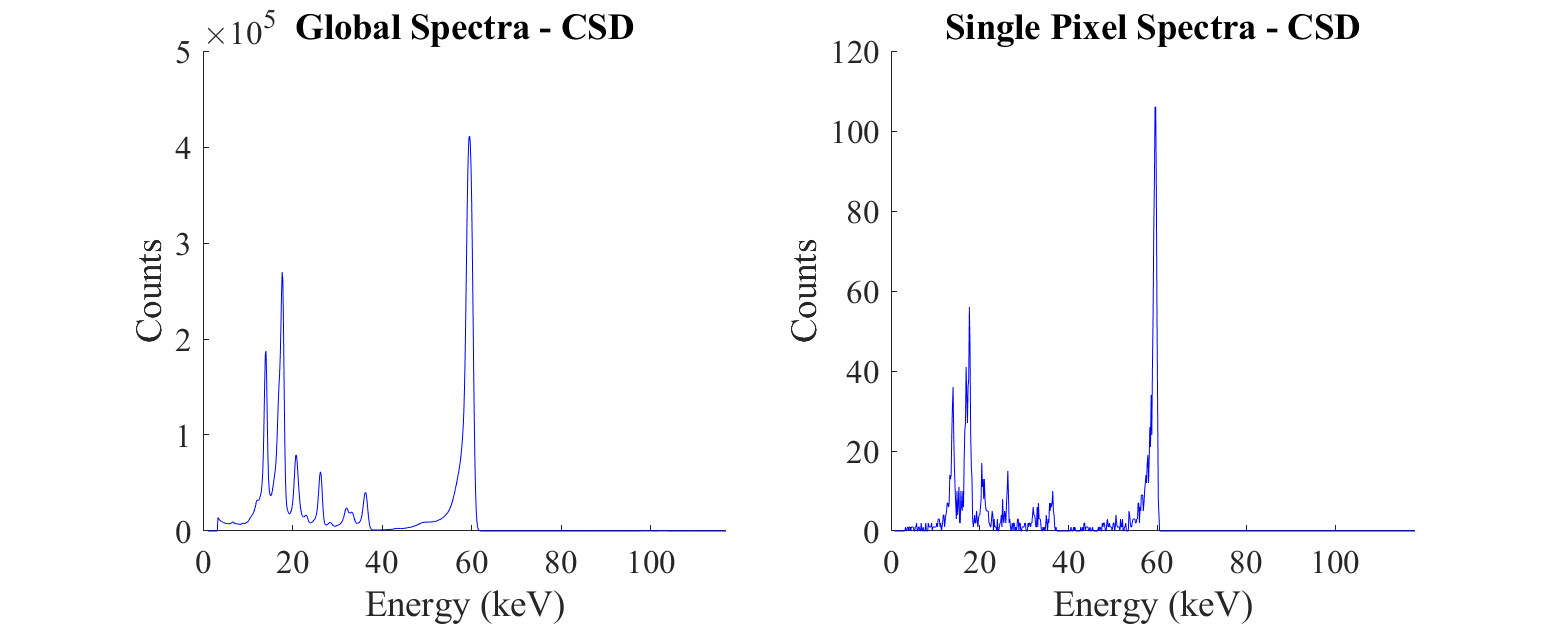 ×10^5 Global Spectra - CSD
5
4
3
2
1
0
Counts
0 20 40 60 80 100
Energy (keV)
Single Pixel Spectra - CSD
120
100
80
60
40
20
0
Counts
0 20 40 60 80 100
Energy (keV)